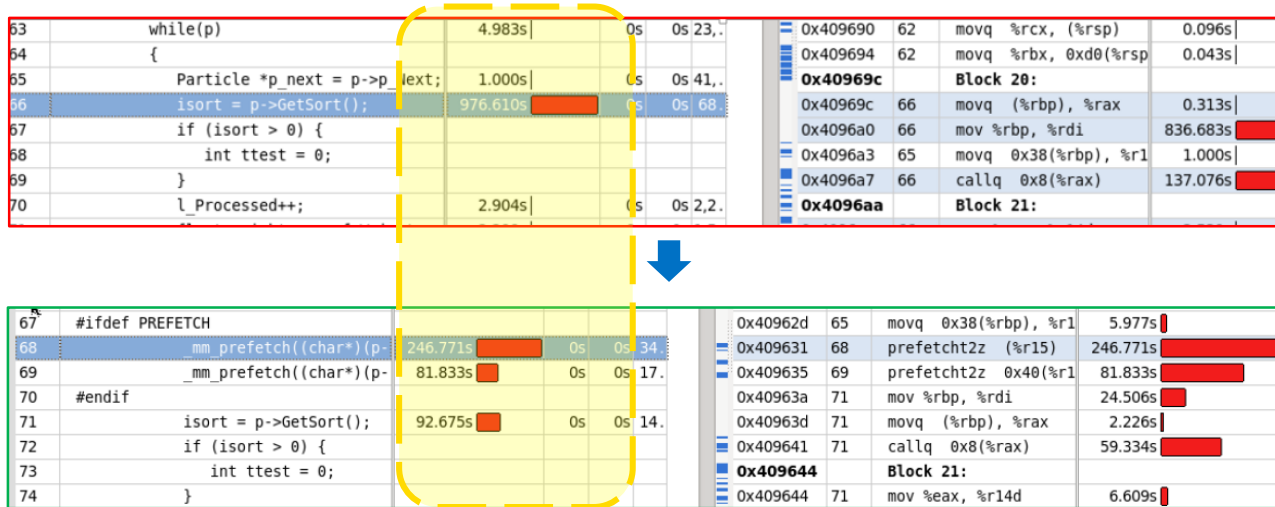 63 while(p) 4.983s 0s 0s 23,. 0x409690 62 movq %rcx, (%rsp) 0.096s
64 { 0x409694 62 movq %rbx, 0xd0(%rsp 0.043s
65 Particle *p_next = p->p_Next; 1.000s 0s 0s 41,. 0x40969c Block 20:
66 isort = p->GetSort(); 976.610s 0s 0s 68. 0x40969c 66 movq (%rbp), %rax 0.313s
67 if (isort > 0) { 0x4096a0 66 mov %rbp, %rdi 836.683s
68 int ttest = 0; 0x4096a3 65 movq 0x38(%rbp), %r1 1.000s
69 } 0x4096a7 66 callq 0x8(%rax) 137.076s
70 l_Processed++; 2.904s 0s 0s 2,2. 0x4096aa Block 21:
67 #ifdef PREFETCH 0x40962d 65 movq 0x38(%rbp), %r1 5.977s
68 _mm_prefetch((char*)(p- 246.771s 0s 0s 34. 0x409631 68 prefetcht2z (%r15) 246.771s
69 _mm_prefetch((char*)(p- 81.833s 0s 0s 17. 0x409635 69 prefetcht2z 0x40(%r1 81.833s
70 #endif 0x40963a 71 mov %rbp, %rdi 24.506s
71 isort = p->GetSort(); 92.675s 0s 0s 14. 0x40963d 71 movq (%rbp), %rax 2.226s
72 if (isort > 0) { 0x409641 71 callq 0x8(%rax) 59.334s
73 int ttest = 0; 0x409644 Block 21:
74 } 0x409644 71 mov %eax, %r14d 6.609s